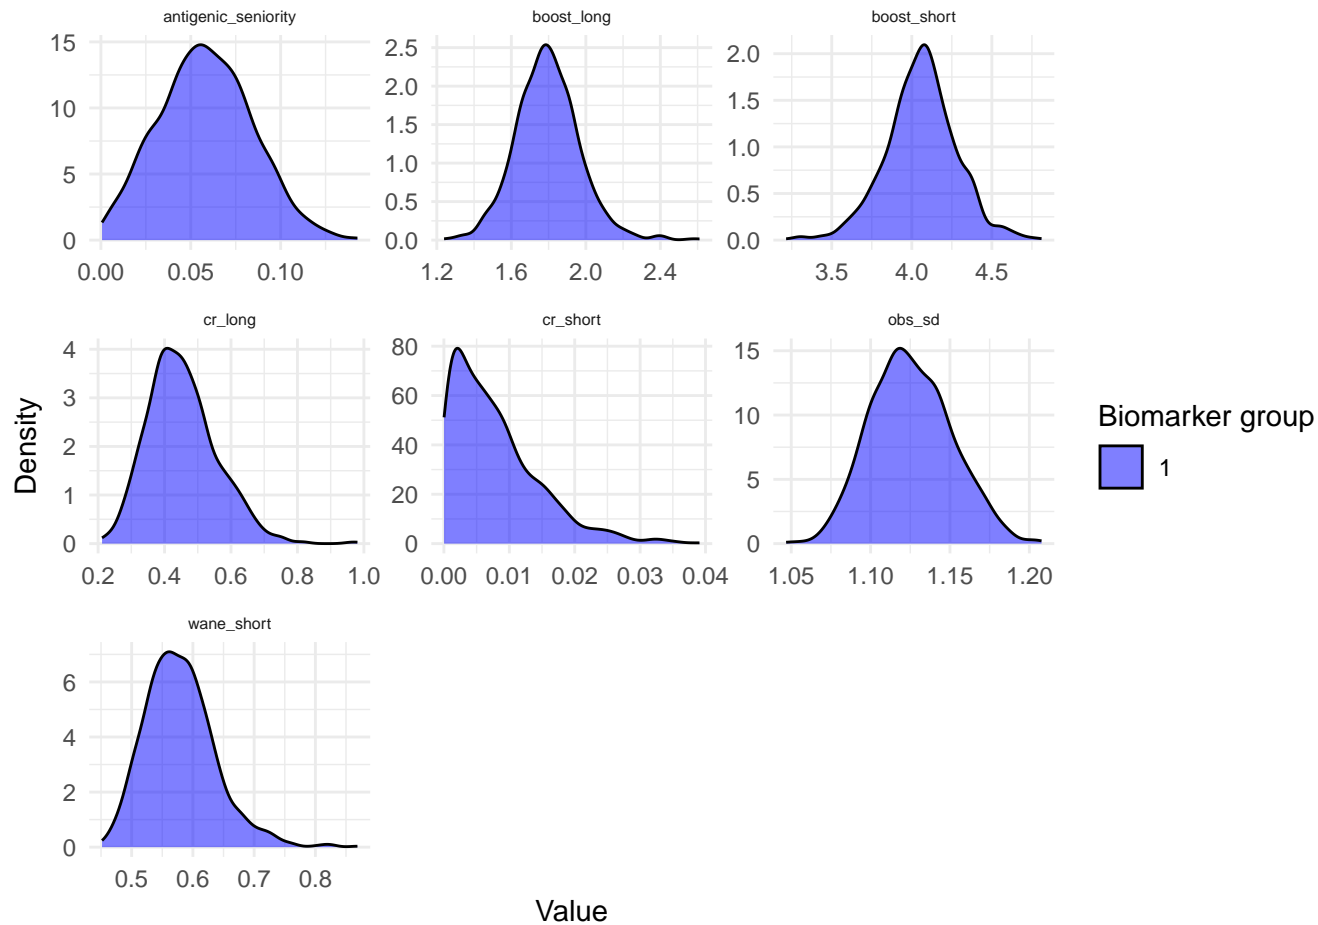 antigenic_seniority
boost_long
boost_short
15
10
5
0
0.00 0.05 0.10
2.5
2.0
1.5
1.0
0.5
0.0
1.2 1.6 2.0 2.4
2.0
1.5
1.0
0.5
0.0
3.5 4.0 4.5
cr_long
cr_short
obs_sd
4
3
2
1
0
0.2 0.4 0.6 0.8 1.0
80
60
40
20
0
0.00 0.01 0.02 0.03 0.04
15
10
5
0
1.05 1.10 1.15 1.20
wane_short
6
4
2
0
0.5 0.6 0.7 0.8
Density
Value
Biomarker group
1